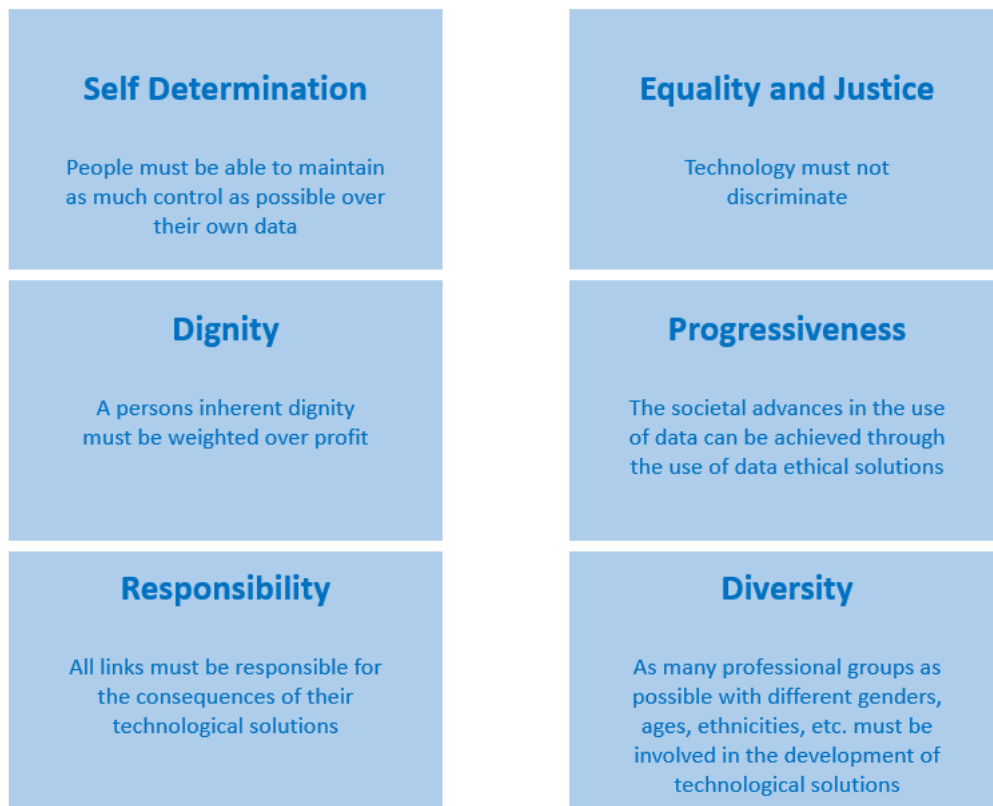 Self Determination
People must be able to maintain
as much control as possible over
their own data
Equality and Justice
Technology must not
discriminate
Dignity
A persons inherent dignity
must be weighted over profit
Progressiveness
The societal advances in the use
of data can be achieved through
the use of data ethical solutions
Responsibility
All links must be responsible for
the consequences of their
technological solutions
Diversity
As many professional groups as
possible with different genders,
ages, ethnicities, etc. must be
involved in the development of
technological solutions